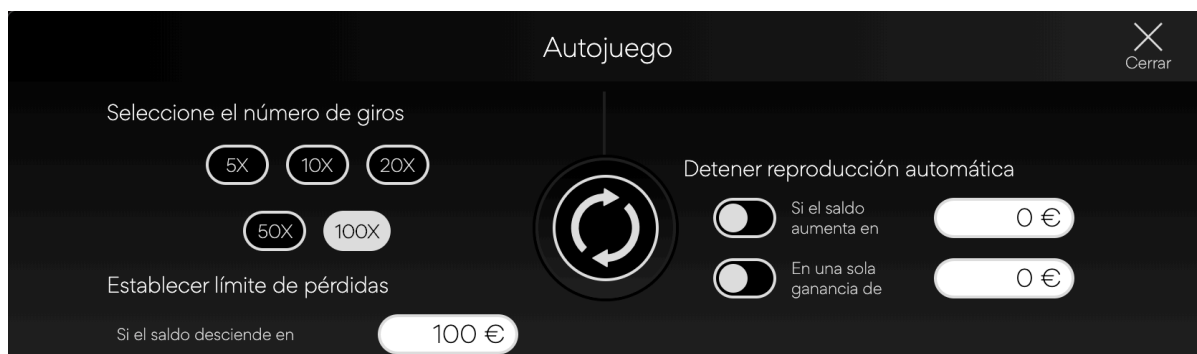 Autojuego
Cerrar
Seleccione el número de giros
5X 10X 20X
50X 100X
Establecer límite de pérdidas
Si el saldo desciende en 100 €
Detener reproducción automática
Si el saldo
aumenta en
0 €
En una sola
ganancia de
0 €